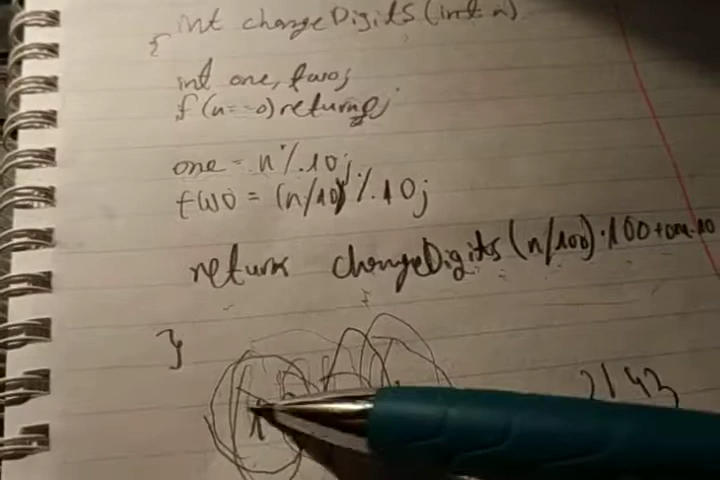 int changeDigits(int n)
{
int one, two;
if (n==0) return 0;
one = n%10;
two = (n/10)%10;
return changeDigits(n/100)·100+one·10
}
2143